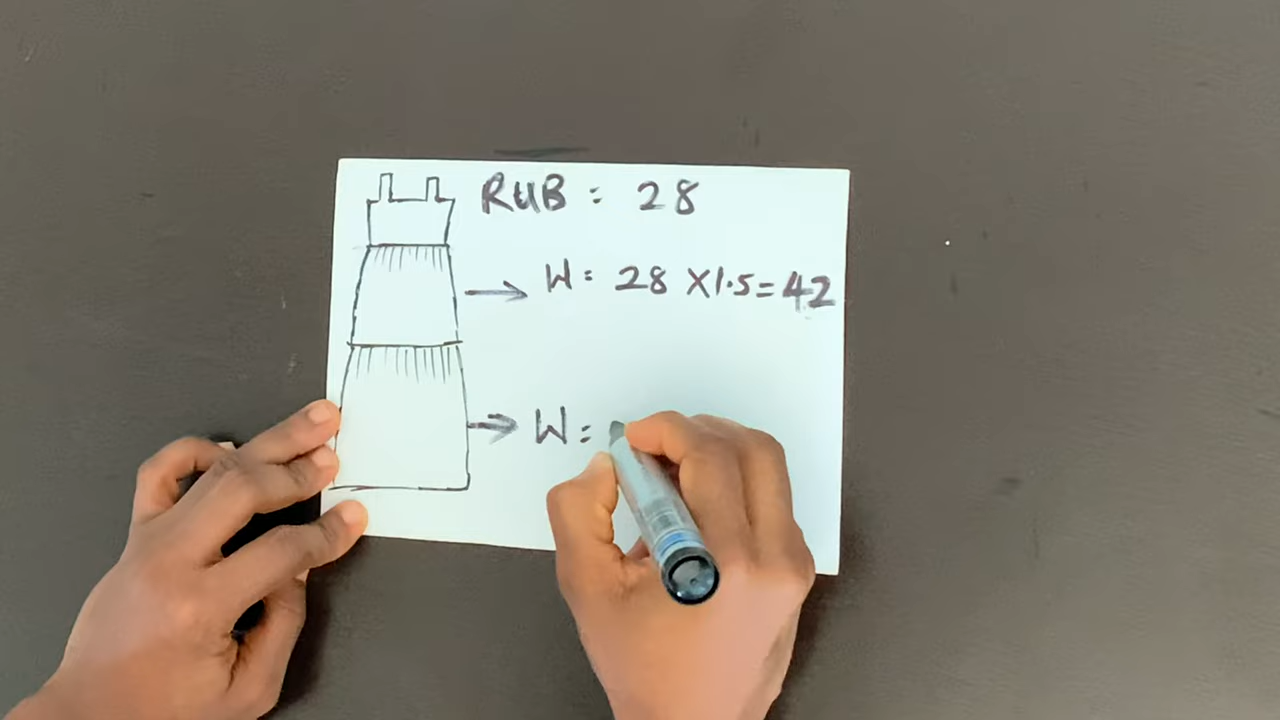 RUB : 28
W = 28 X1.5 = 42
W =